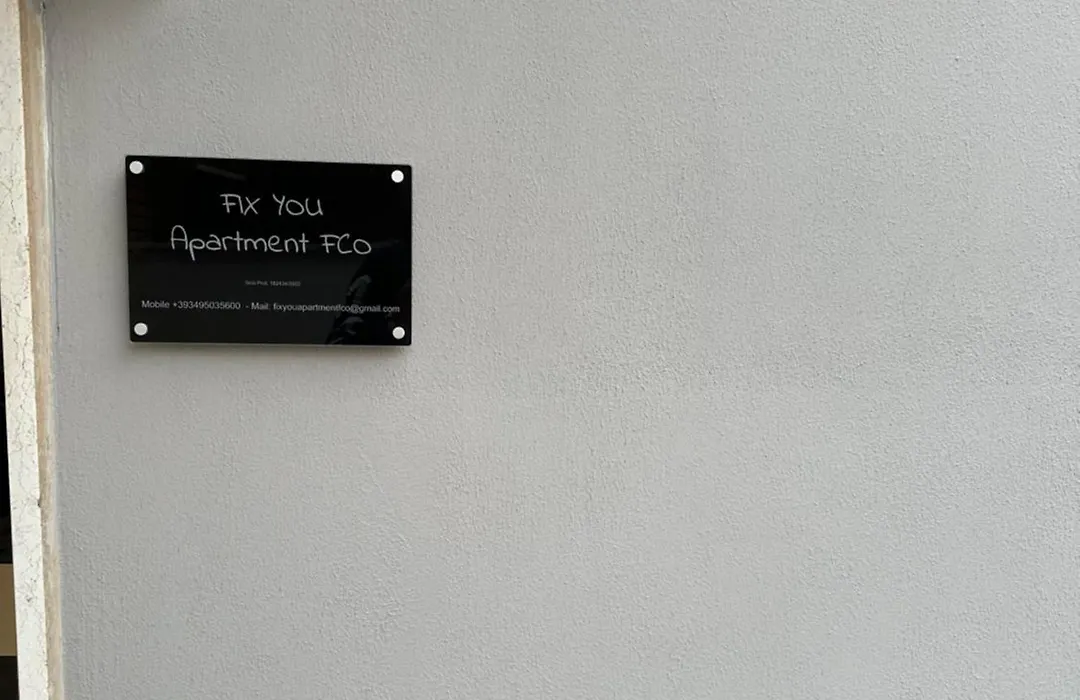 FIX YOU
Apartment FCO
Mobile +393495035600 - Mail: fixyouapartmentfco@gmail.com